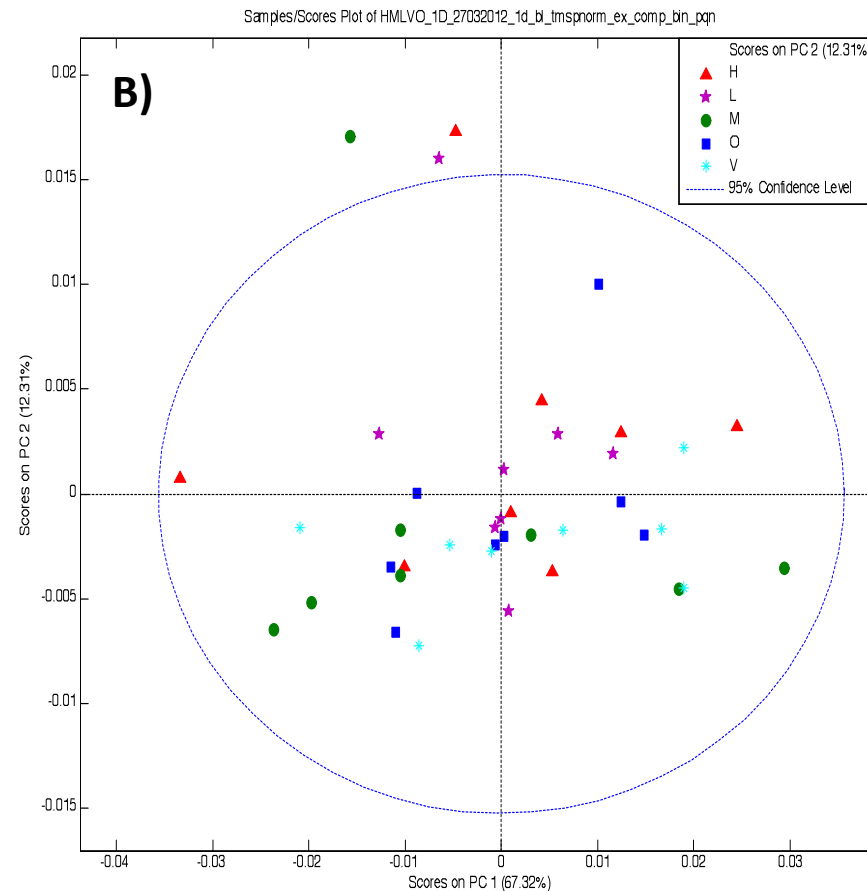 Samples/Scores Plot of HMLVO_1D_27032012_1d_bl_tmspnorm_ex_comp_bin_pqn
B)
Scores on PC 2 (12.31%
H
L
M
O
V
95% Confidence Level
Scores on PC 2 (12.31%)
0.02
0.015
0.01
0.005
0
-0.005
-0.01
-0.015
-0.04 -0.03 -0.02 -0.01 0 0.01 0.02 0.03
Scores on PC 1 (67.32%)